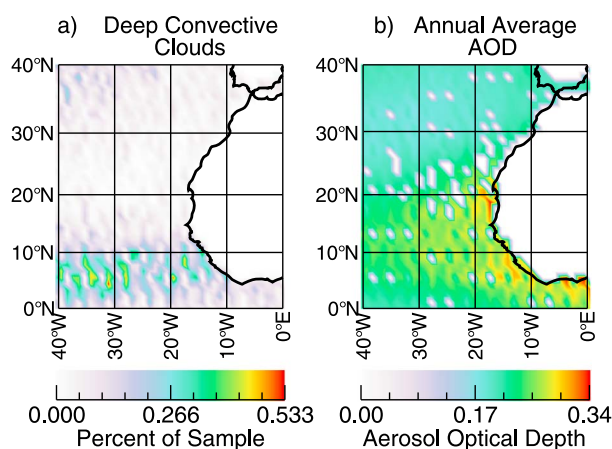 a) Deep Convective
Clouds
b) Annual Average
AOD
40°N
30°N
20°N
10°N
0°N
40°W
30°W
20°W
10°W
0°E
40°N
30°N
20°N
10°N
0°N
40°W
30°W
20°W
10°W
0°E
0.000 0.266 0.533
Percent of Sample
0.00 0.17 0.34
Aerosol Optical Depth